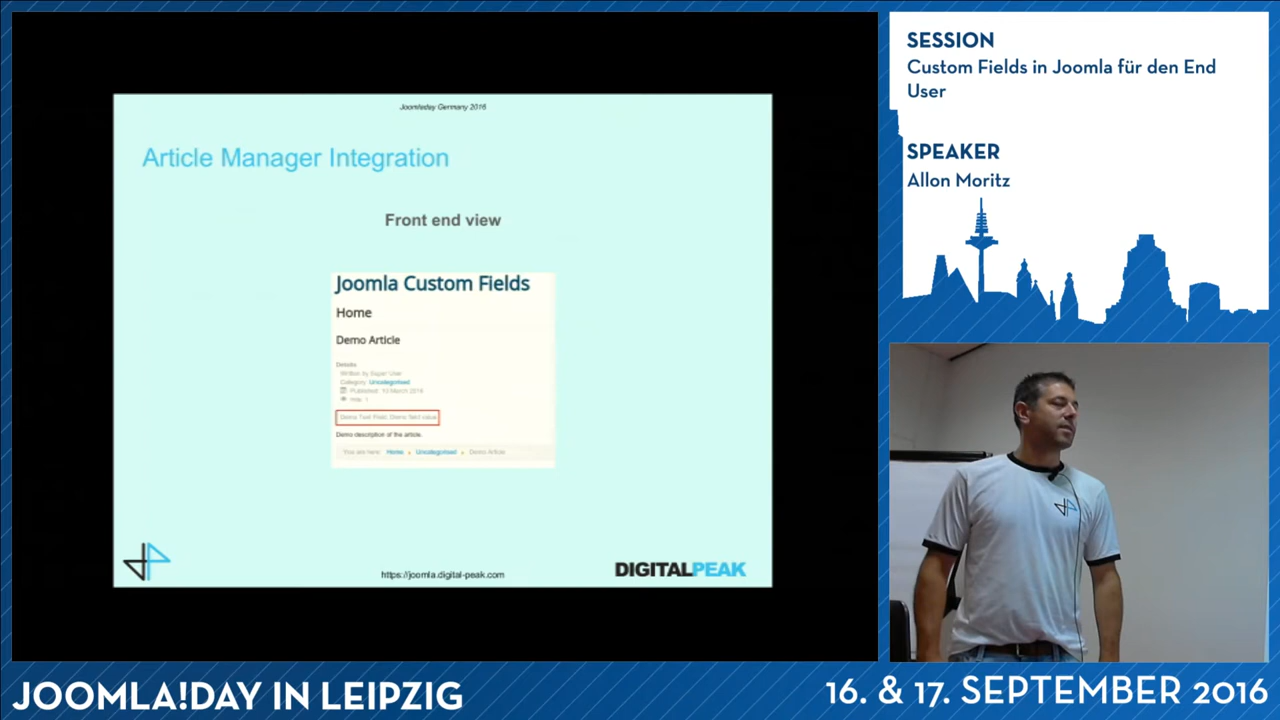 Joomladay Germany 2016
Article Manager Integration
Front end view
Joomla Custom Fields
Home
Demo Article
Details
Written by Super User
Category: Uncategorised
Published: 10 March 2016
Hits: 1
Demo Text Field: Demo field value
Demo description of the article.
You are here: Home Uncategorised Demo Article
https://joomla.digital-peak.com
DIGITALPEAK
SESSION
Custom Fields in Joomla für den End
User
SPEAKER
Allon Moritz
JOOMLA!DAY IN LEIPZIG
16. & 17. SEPTEMBER 2016